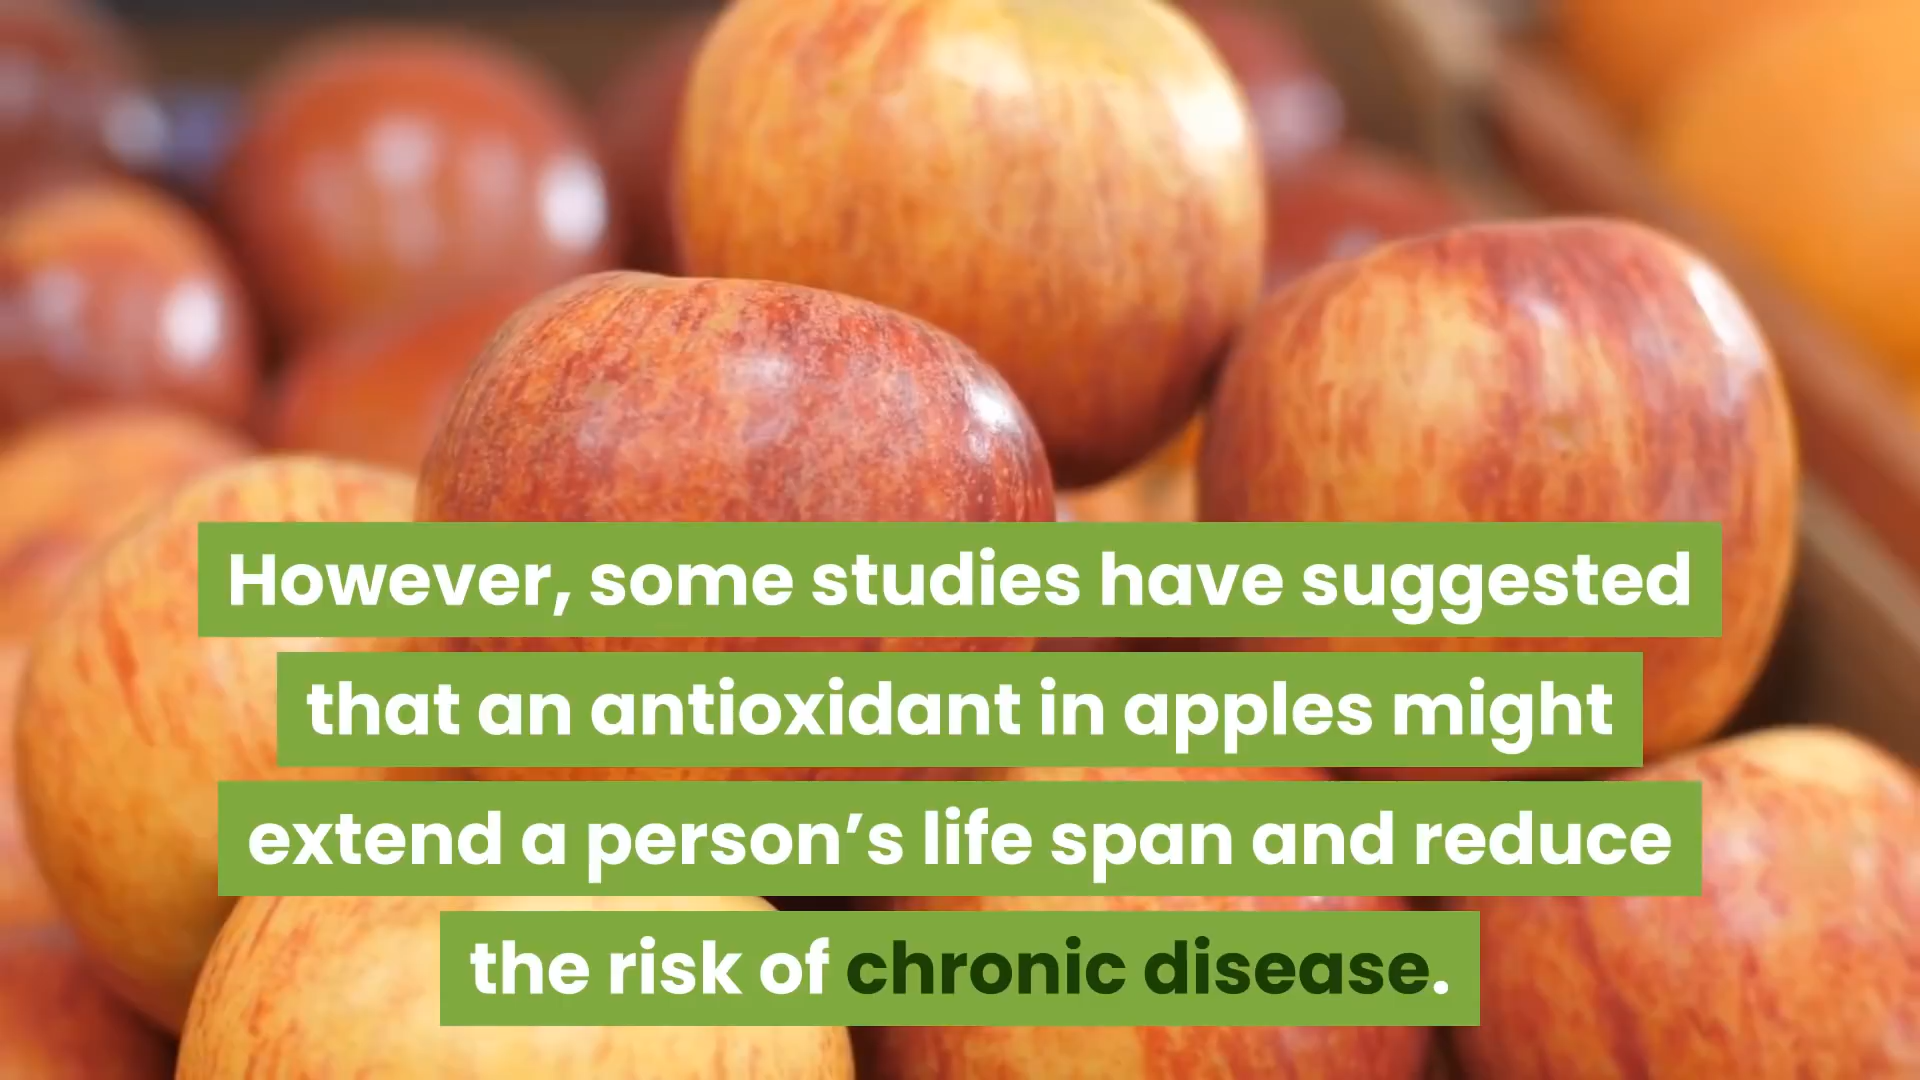 However, some studies have suggested
that an antioxidant in apples might
extend a person’s life span and reduce
the risk of chronic disease.